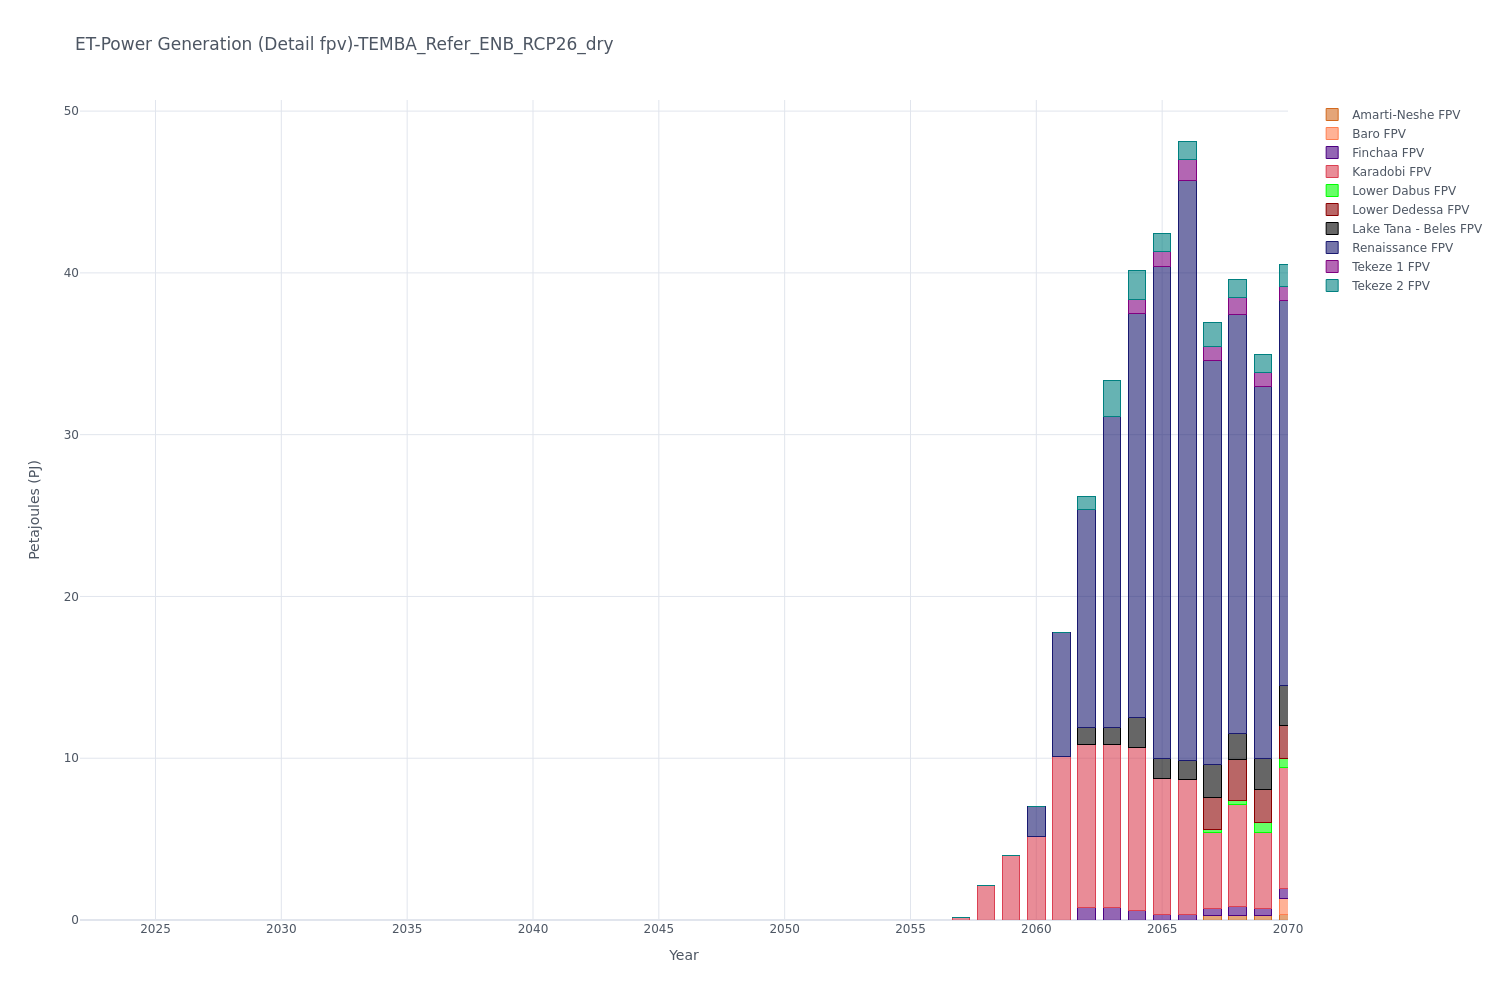 ET-Power Generation (Detail fpv)-TEMBA_Refer_ENB_RCP26_dry
50
40
30
20
10
0
Petajoules (PJ)
2025
2030
2035
2040
2045
2050
2055
2060
2065
2070
Year
Amarti-Neshe FPV
Baro FPV
Finchaa FPV
Karadobi FPV
Lower Dabus FPV
Lower Dedessa FPV
Lake Tana - Beles FPV
Renaissance FPV
Tekeze 1 FPV
Tekeze 2 FPV